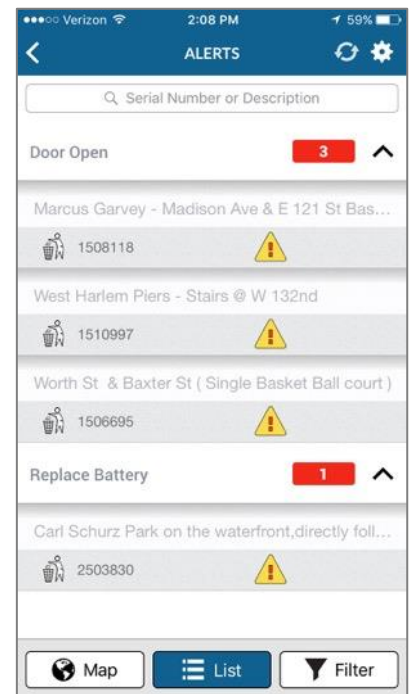 Verizon 2:08 PM 59%
ALERTS
Serial Number or Description
Door Open 3
Marcus Garvey - Madison Ave & E 121 St Bas...
1508118
West Harlem Piers - Stairs @ W 132nd
1510997
Worth St & Baxter St ( Single Basket Ball court )
1506695
Replace Battery 1
Carl Schurz Park on the waterfront,directly foll...
2503830
Map List Filter